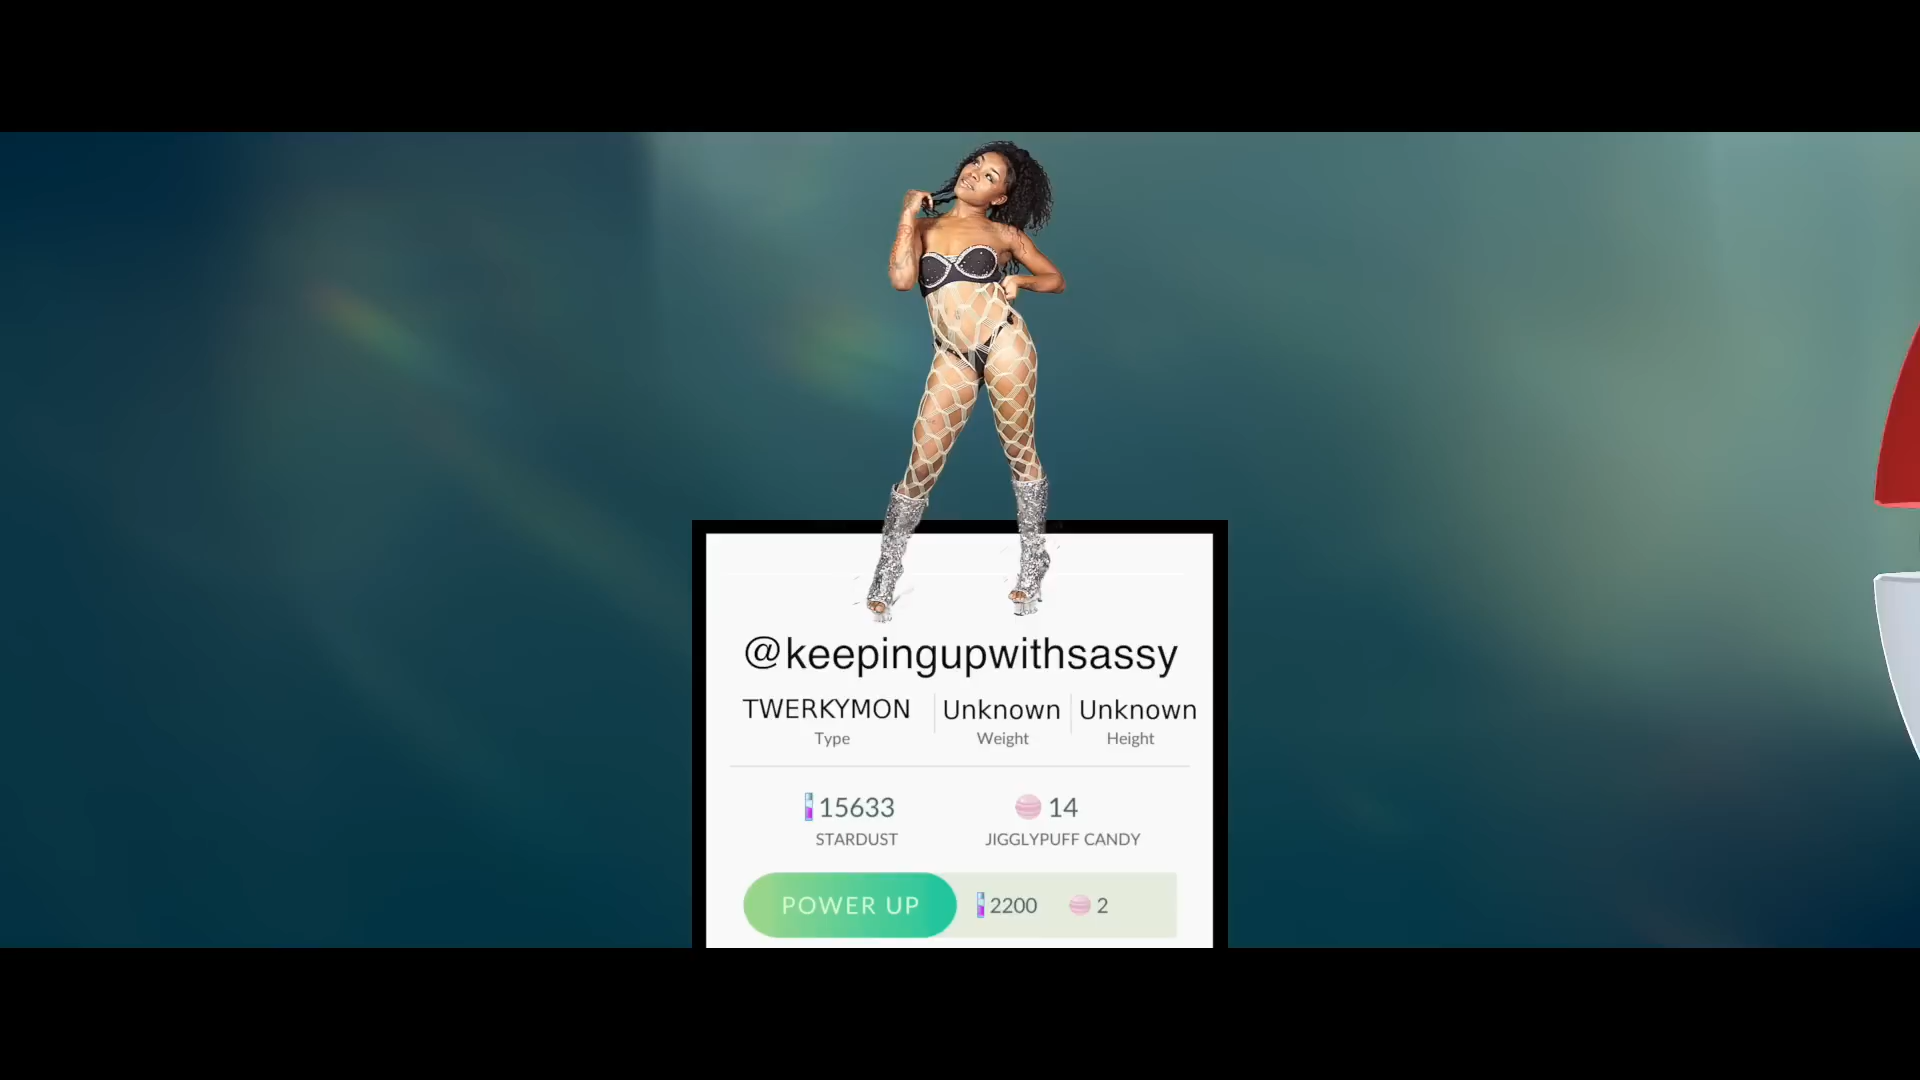 @keepingupwithsassy
TWERKYMON Unknown Unknown
Type Weight Height
15633 14
STARDUST JIGGLYPUFF CANDY
POWER UP 2200 2